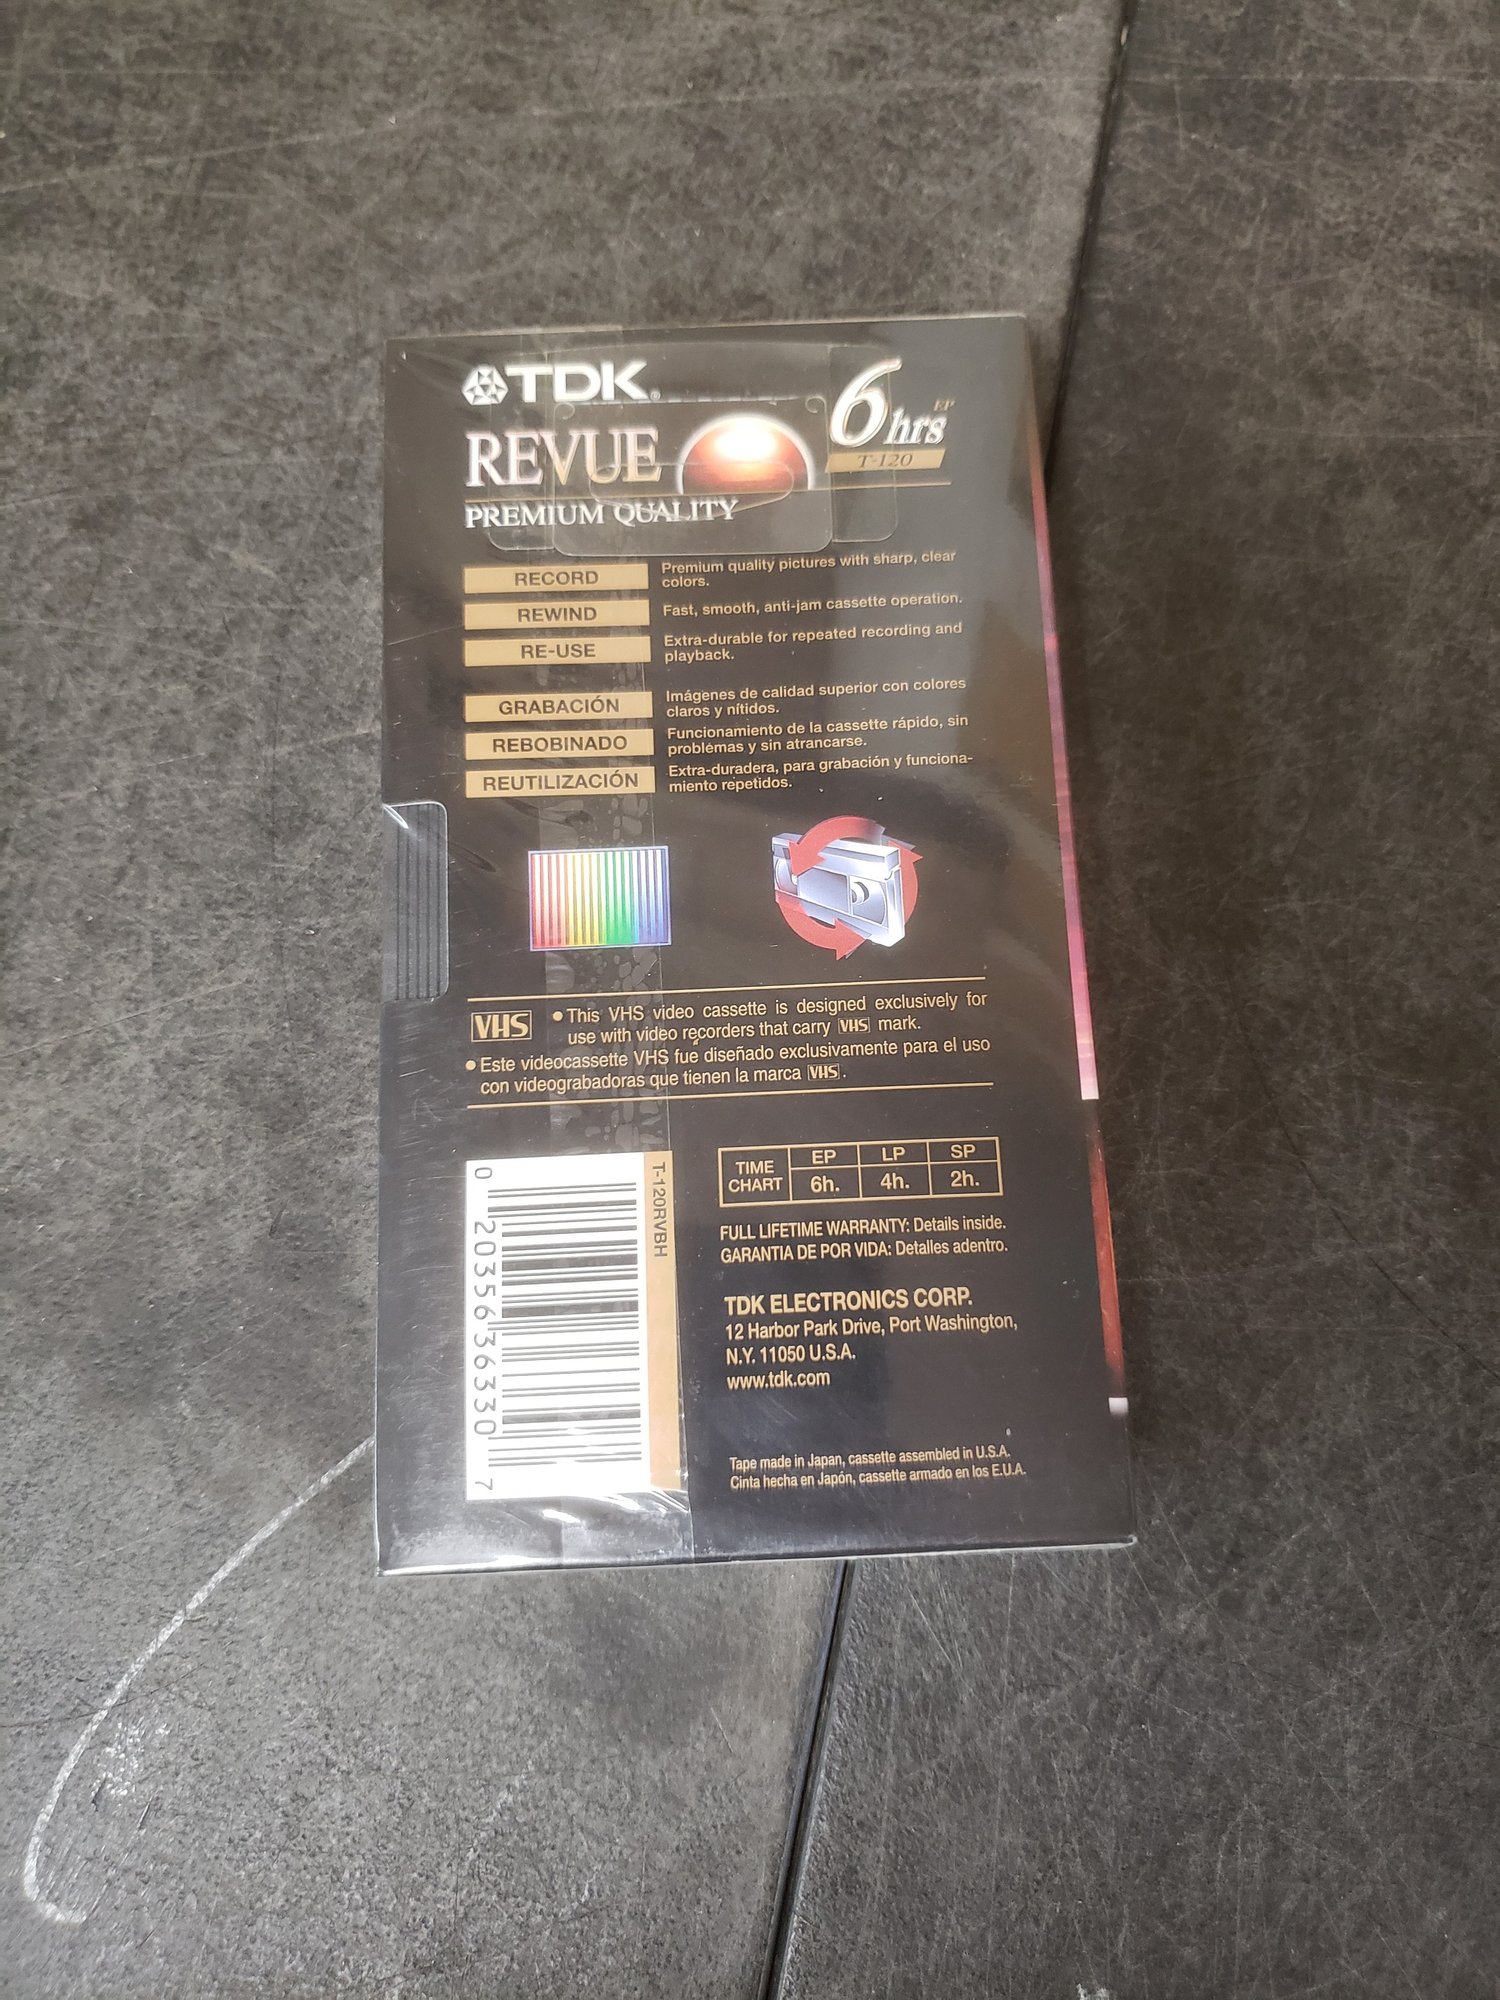 TDK®
REVUE
PREMIUM QUALITY
6 hrs EP
T-120
RECORD
Premium quality pictures with sharp, clear
colors.
REWIND
Fast, smooth, anti-jam cassette operation.
RE-USE
Extra-durable for repeated recording and
playback.
GRABACIÓN
Imágenes de calidad superior con colores
claros y nítidos.
REBOBINADO
Funcionamiento de la cassette rápido, sin
problémas y sin atrancarse.
REUTILIZACIÓN
Extra-duradera, para grabación y funciona-
miento repetidos.
VHS
• This VHS video cassette is designed exclusively for
use with video recorders that carry VHS mark.
• Este videocassette VHS fue diseñado exclusivamente para el uso
con videograbadoras que tienen la marca VHS.
TIME CHART
EP LP SP
6h. 4h. 2h.
FULL LIFETIME WARRANTY: Details inside.
GARANTIA DE POR VIDA: Detalles adentro.
TDK ELECTRONICS CORP.
12 Harbor Park Drive, Port Washington,
N.Y. 11050 U.S.A.
www.tdk.com
Tape made in Japan, cassette assembled in U.S.A.
Cinta hecha en Japón, cassette armado en los E.U.A.
T-120RVBH
0 20356 36330 7